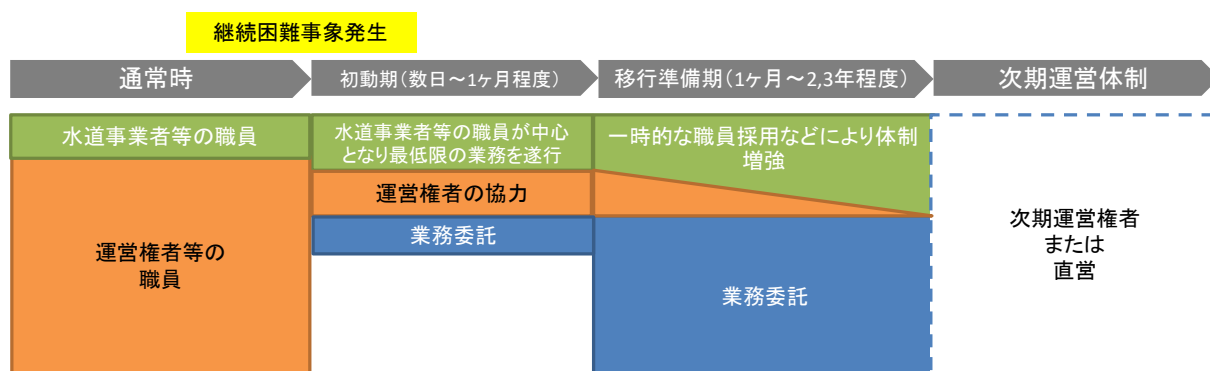 継続困難事象発生
通常時
初動期(数日～1ヶ月程度)
移行準備期(1ヶ月～2,3年程度)
次期運営体制
水道事業者等の職員
水道事業者等の職員が中心
となり最低限の業務を遂行
一時的な職員採用などにより体制
増強
運営権者の協力
業務委託
運営権者等の
職員
業務委託
次期運営権者
または
直営